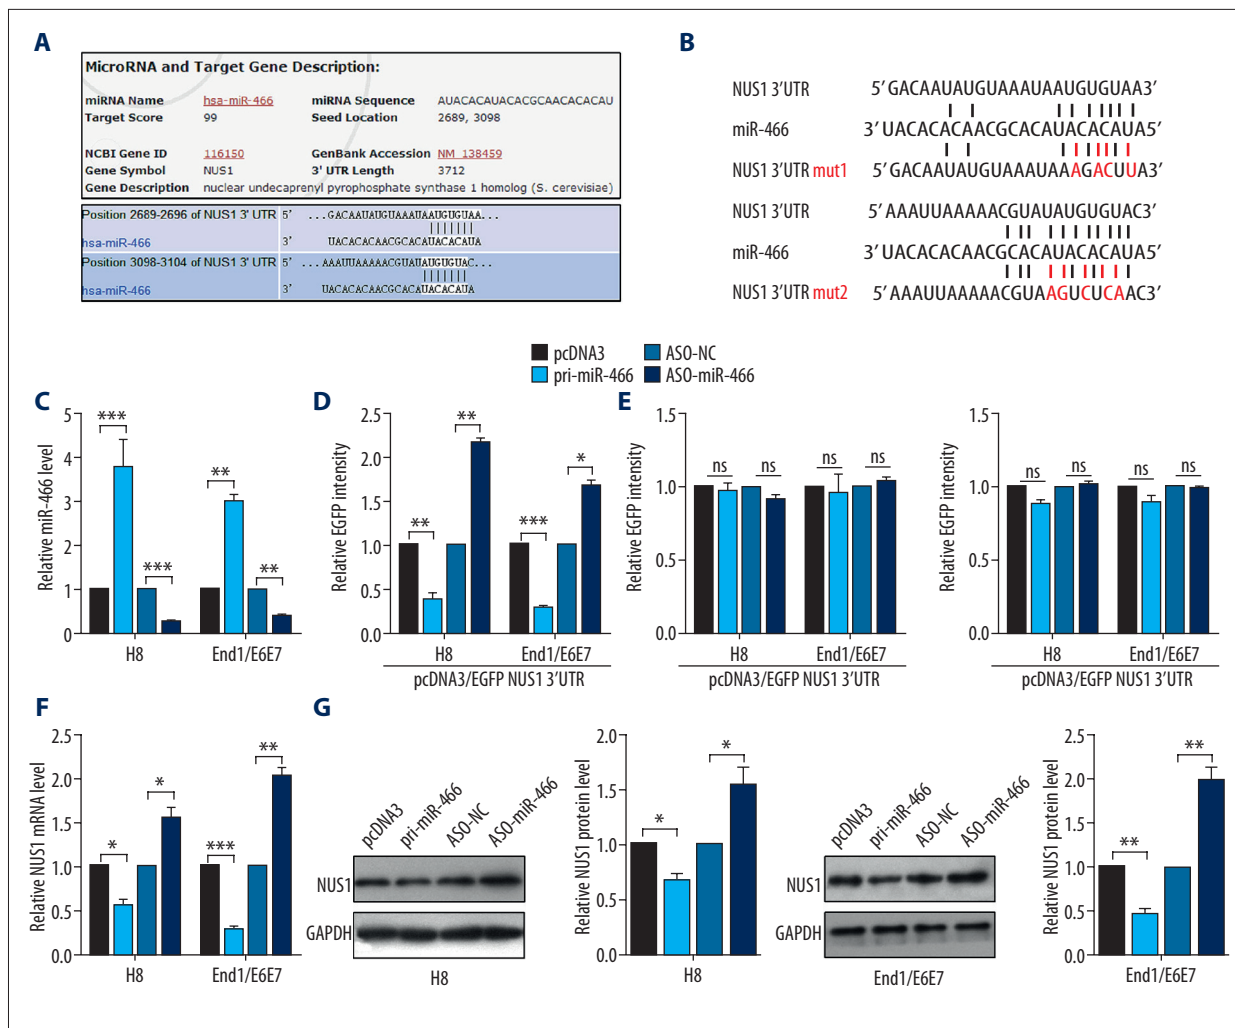 A
MicroRNA and Target Gene Description:
miRNA Name hsa-miR-466 miRNA Sequence AUACACAUACACGCAACACACAU
Target Score 99 Seed Location 2689, 3098
NCBI Gene ID 116150 GenBank Accession NM_138459
Gene Symbol NUS1 3' UTR Length 3712
Gene Description nuclear undecaprenyl pyrophosphate synthase 1 homolog (S. cerevisiae)
Position 2689-2696 of NUS1 3' UTR 5' ...GACAAUAUGUAAAUAAUGUGUAA...
hsa-miR-466 3' UACACACAACGCACAUACACAUA
Position 3098-3104 of NUS1 3' UTR 5' ...AAAUUAAAAACGUAUAUGUGUAC...
hsa-miR-466 3' UACACACAACGCACAUACACAUA
B
NUS1 3'UTR 5'GACAAUAUGUAAAUAAUGUGUAA3'
miR-466 3'UACACACAACGCACAUACACAUA5'
NUS1 3'UTR mut1 5'GACAAUAUGUAAAUAAAGACUUA3'
NUS1 3'UTR 5'AAAUUAAAAACGUAUAUGUGUAC3'
miR-466 3'UACACACAACGCACAUACACAUA5'
NUS1 3'UTR mut2 5'AAAUUAAAAACGUAAGUCUCAAC3'
pcDNA3 ASO-NC
pri-miR-466 ASO-miR-466
C
Relative miR-466 level
5
4
3
2
1
0
*** *** ** **
H8 End1/E6E7
D
Relative EGFP intensity
2.5
2.0
1.5
1.0
0.5
0.0
** ** *** *
H8 End1/E6E7
pcDNA3/EGFP NUS1 3'UTR
E
Relative EGFP intensity
1.5
1.0
0.5
1.0
ns ns ns ns
H8 End1/E6E7
pcDNA3/EGFP NUS1 3'UTR
Relative EGFP intensity
1.5
1.0
0.5
0.0
ns ns ns ns
H8 End1/E6E7
pcDNA3/EGFP NUS1 3'UTR
F
Relative NUS1 mRNA level
2.5
2.0
1.5
1.0
0.5
0.0
* * *** **
H8 End1/E6E7
G
pcDNA3 pri-miR-466 ASO-NC ASO-miR-466
NUS1
GAPDH
H8
Relative NUS1 protein level
2.0
1.5
1.0
0.5
0.0
* *
H8
pcDNA3 pri-miR-466 ASO-NC ASO-miR-466
NUS1
GAPDH
End1/E6E7
Relative NUS1 protein level
2.5
2.0
1.5
1.0
0.5
0.0
** **
End1/E6E7